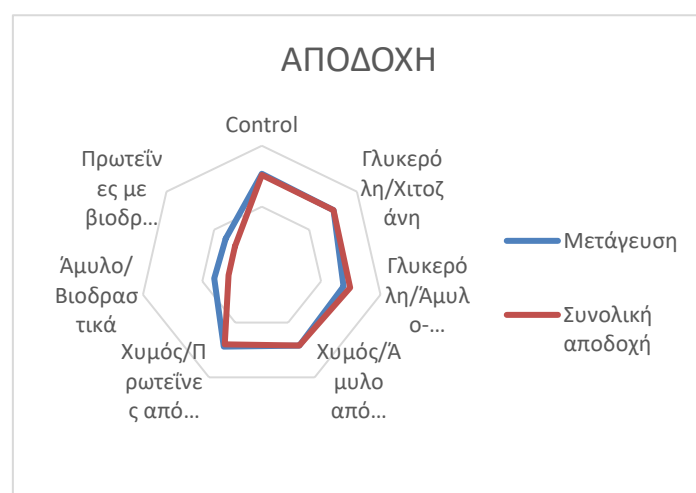 ΑΠΟΔΟΧΗ
Control
Γλυκερό
λη/Χιτοζ
άνη
Γλυκερό
λη/Άμυλ
ο-…
Χυμός/Ά
μυλο
από…
Χυμός/Π
ρωτεΐνε
ς από…
Άμυλο/
Βιοδρασ
τικά
Πρωτεΐν
ες με
βιοδρ…
Μετάγευση
Συνολική
αποδοχή